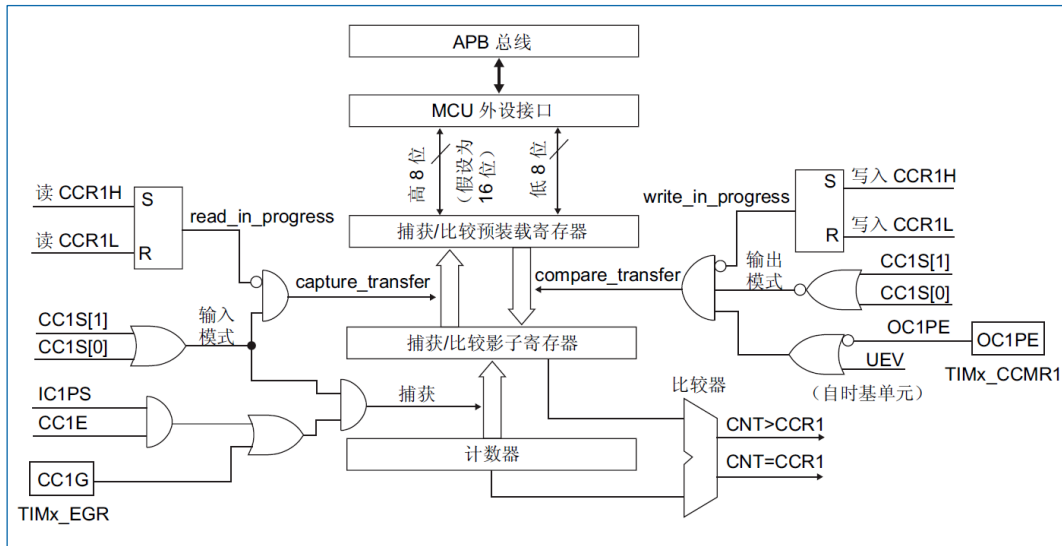 APB 总线
MCU 外设接口
高 8 位
（假设为
16 位）
低 8 位
读 CCR1H
S
read_in_progress
读 CCR1L
R
write_in_progress
S
写入 CCR1H
R
写入 CCR1L
捕获/比较预装载寄存器
capture_transfer
compare_transfer
输出
模式
CC1S[1]
CC1S[0]
CC1S[1]
CC1S[0]
输入
模式
捕获/比较影子寄存器
OC1PE
OC1PE
UEV
TIMx_CCMR1
（自时基单元）
IC1PS
CC1E
捕获
比较器
CNT>CCR1
计数器
CNT=CCR1
CC1G
TIMx_EGR